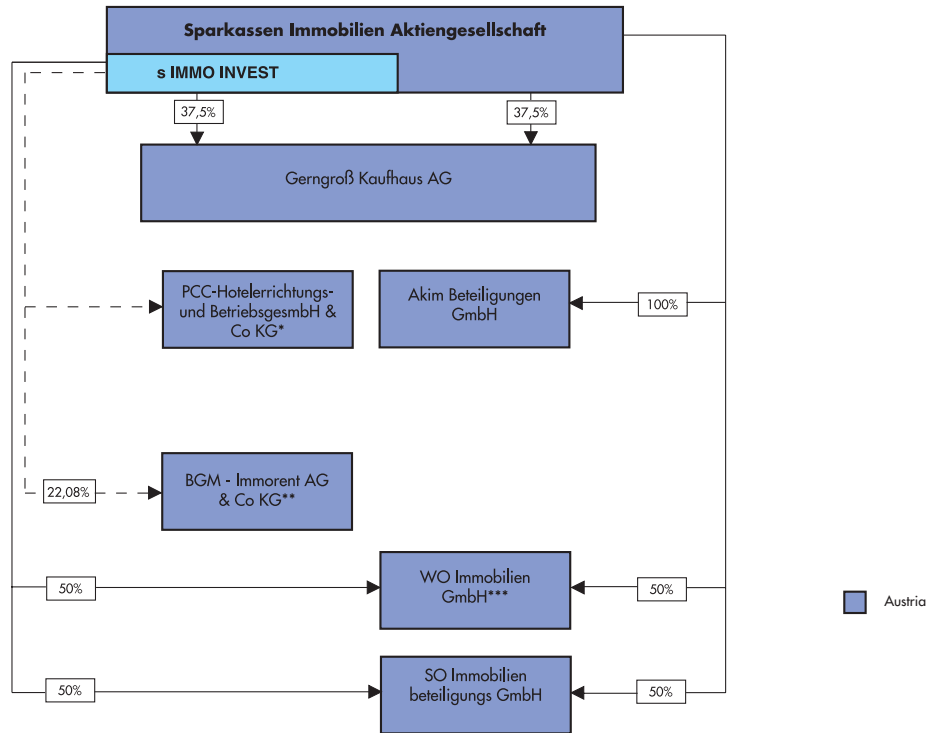 Sparkassen Immobilien Aktiengesellschaft
s IMMO INVEST
37,5%
37,5%
Gerngroß Kaufhaus AG
PCC-Hotelerrichtungs-
und BetriebsgesmbH &
Co KG*
Akim Beteiligungen
GmbH
100%
22,08%
BGM - Immorent AG
& Co KG**
50%
WO Immobilien
GmbH***
50%
Austria
50%
SO Immobilien
beteiligungs GmbH
50%